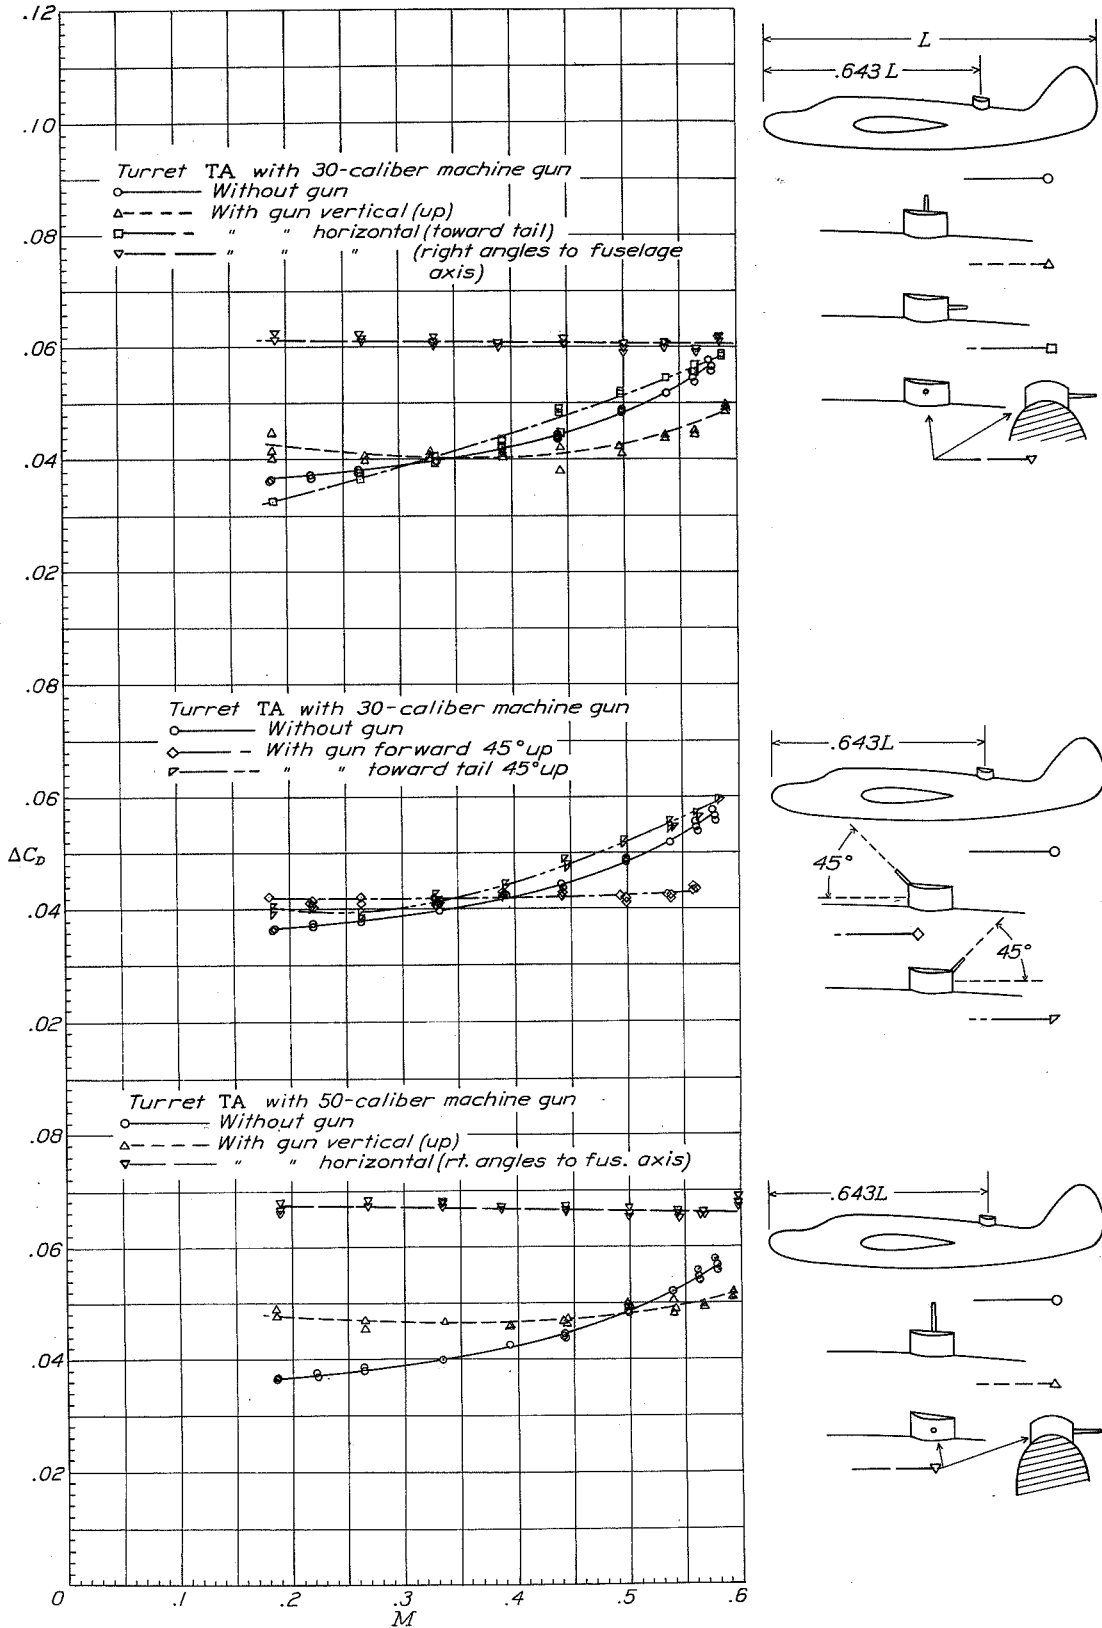 .12
.10
.08
.06
.04
.02
Turret TA with 30-caliber machine gun
Without gun
With gun vertical (up)
" " horizontal (toward tail)
" " " (right angles to fuselage
axis)
L
.643 L
.08
.06
ΔC_D
.04
.02
Turret TA with 30-caliber machine gun
Without gun
With gun forward 45° up
" " toward tail 45° up
.643L
45°
45°
Turret TA with 50-caliber machine gun
Without gun
With gun vertical (up)
" " horizontal (rt. angles to fus. axis)
.08
.06
.04
.02
0
0 .1 .2 .3 .4 .5 .6
M
.643L